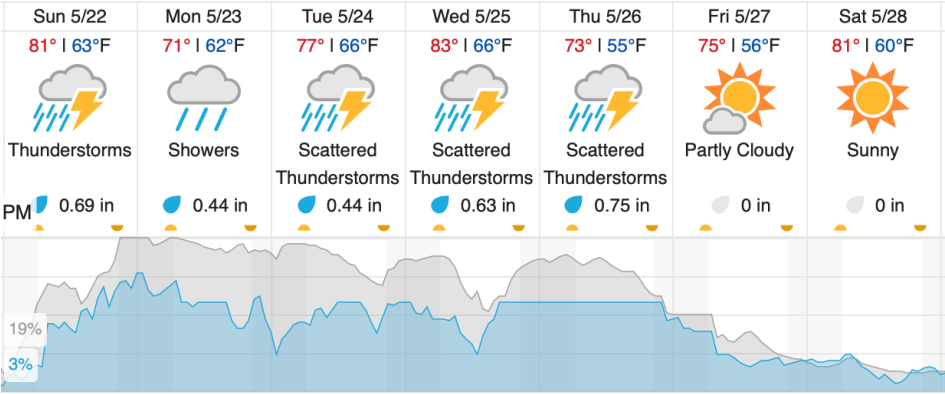 Sun 5/22 Mon 5/23 Tue 5/24 Wed 5/25 Thu 5/26 Fri 5/27 Sat 5/28
81° | 63°F 71° | 62°F 77° | 66°F 83° | 66°F 73° | 55°F 75° | 56°F 81° | 60°F
Thunderstorms Showers Scattered Scattered Scattered Partly Cloudy Sunny
Thunderstorms Thunderstorms Thunderstorms
PM 0.69 in 0.44 in 0.44 in 0.63 in 0.75 in 0 in 0 in
19%
3%